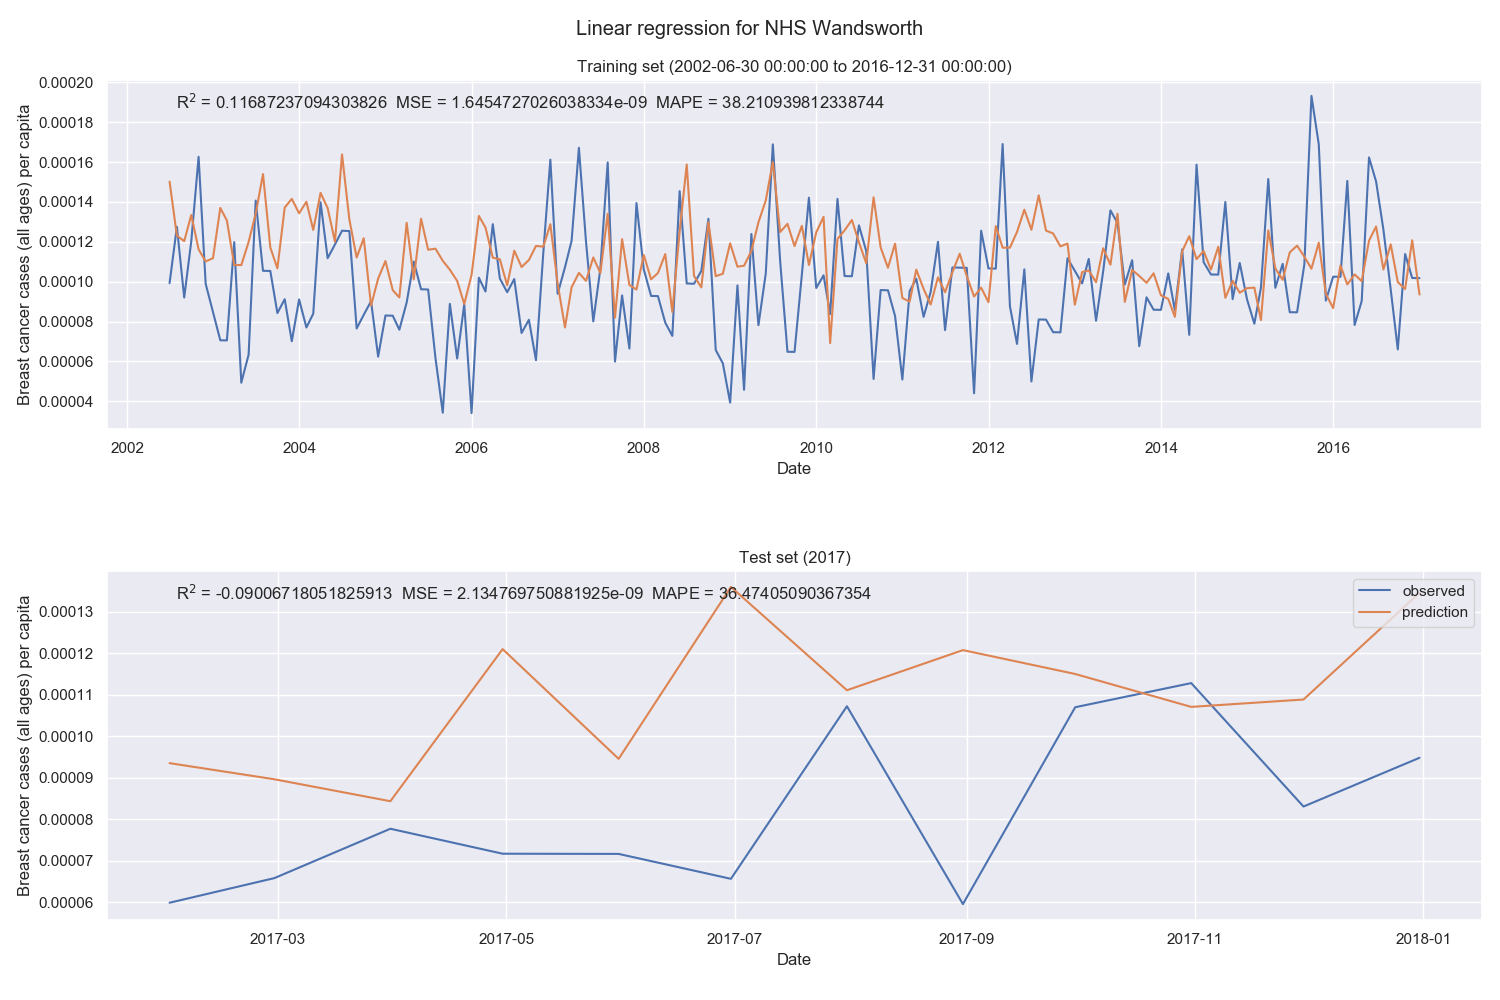 Linear regression for NHS Wandsworth
Training set (2002-06-30 00:00:00 to 2016-12-31 00:00:00)
R² = 0.11687237094303826 MSE = 1.6454727026038334e-09 MAPE = 38.210939812338744
Breast cancer cases (all ages) per capita
0.00020
0.00018
0.00016
0.00014
0.00012
0.00010
0.00008
0.00006
0.00004
2002 2004 2006 2008 2010 2012 2014 2016
Date
Test set (2017)
R² = -0.09006718051825913 MSE = 2.134769750881925e-09 MAPE = 36.47405090367354
observed
prediction
Breast cancer cases (all ages) per capita
0.00013
0.00012
0.00011
0.00010
0.00009
0.00008
0.00007
0.00006
2017-03 2017-05 2017-07 2017-09 2017-11 2018-01
Date